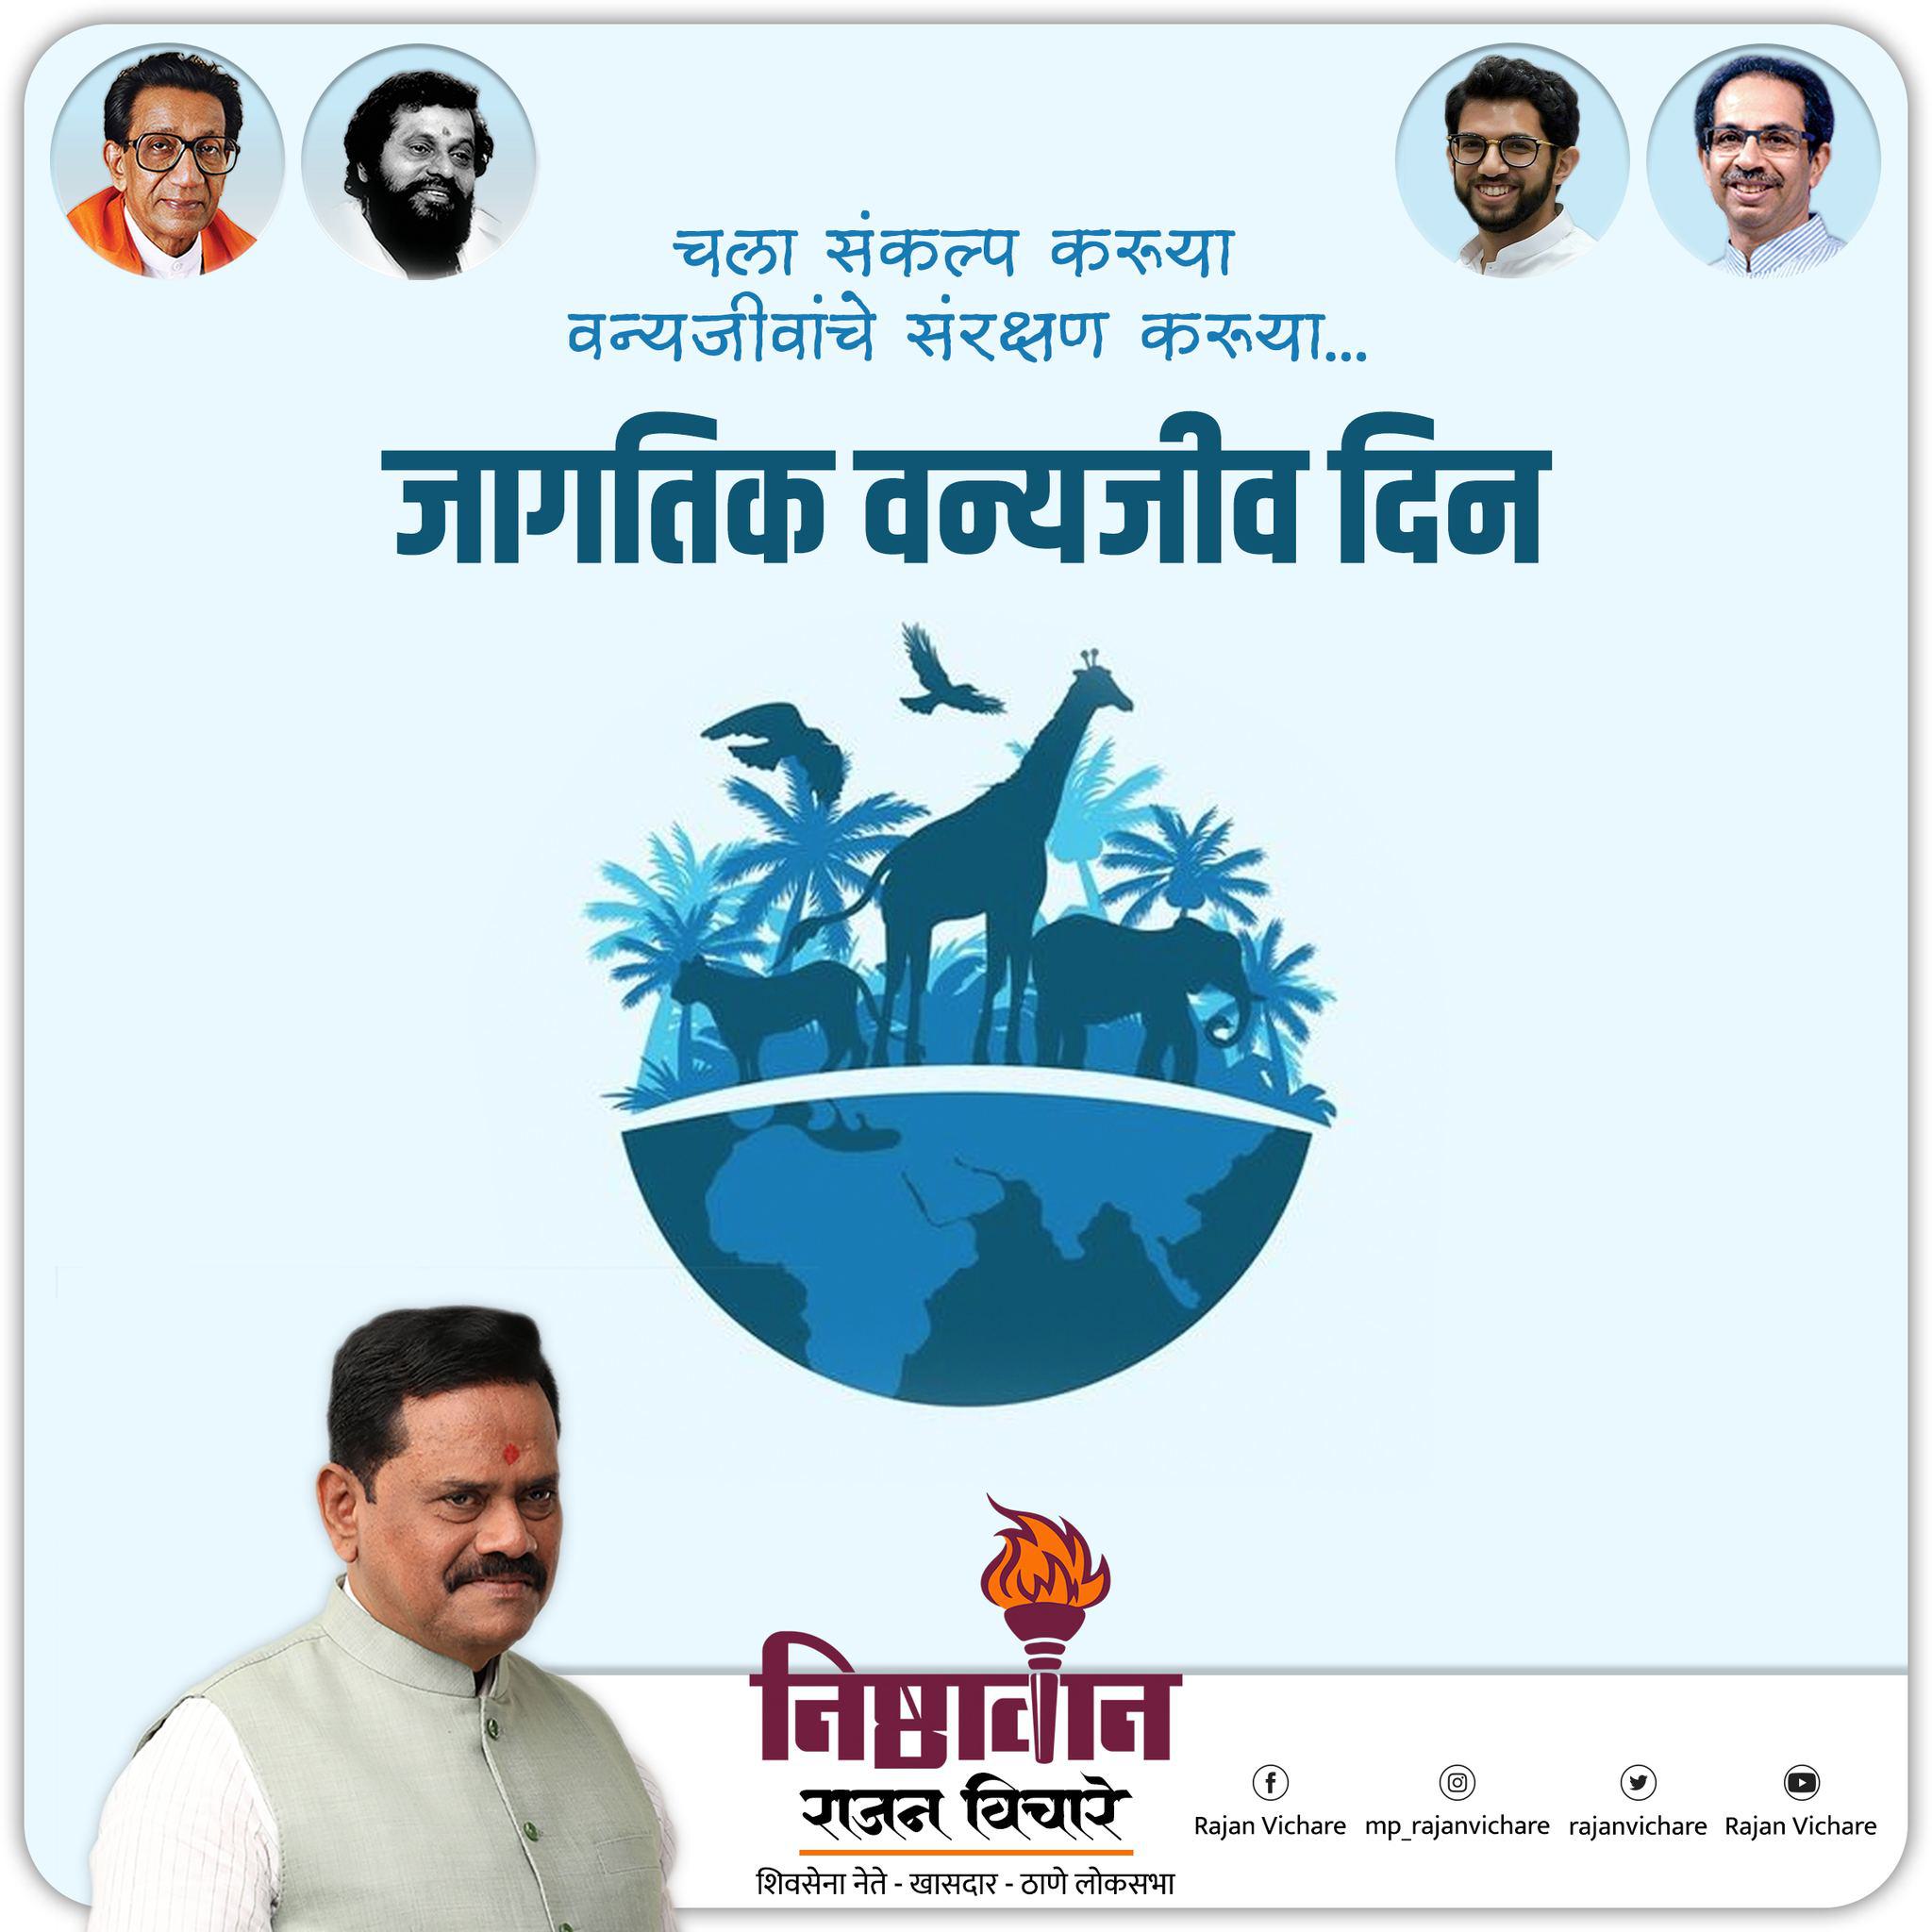 चला संकल्प करूया
वन्यजीवांचे संरक्षण करूया...
जागतिक वन्यजीव दिन
निष्ठावान
राजन विचारे
शिवसेना नेते - खासदार - ठाणे लोकसभा
Rajan Vichare
mp_rajanvichare
rajanvichare
Rajan Vichare